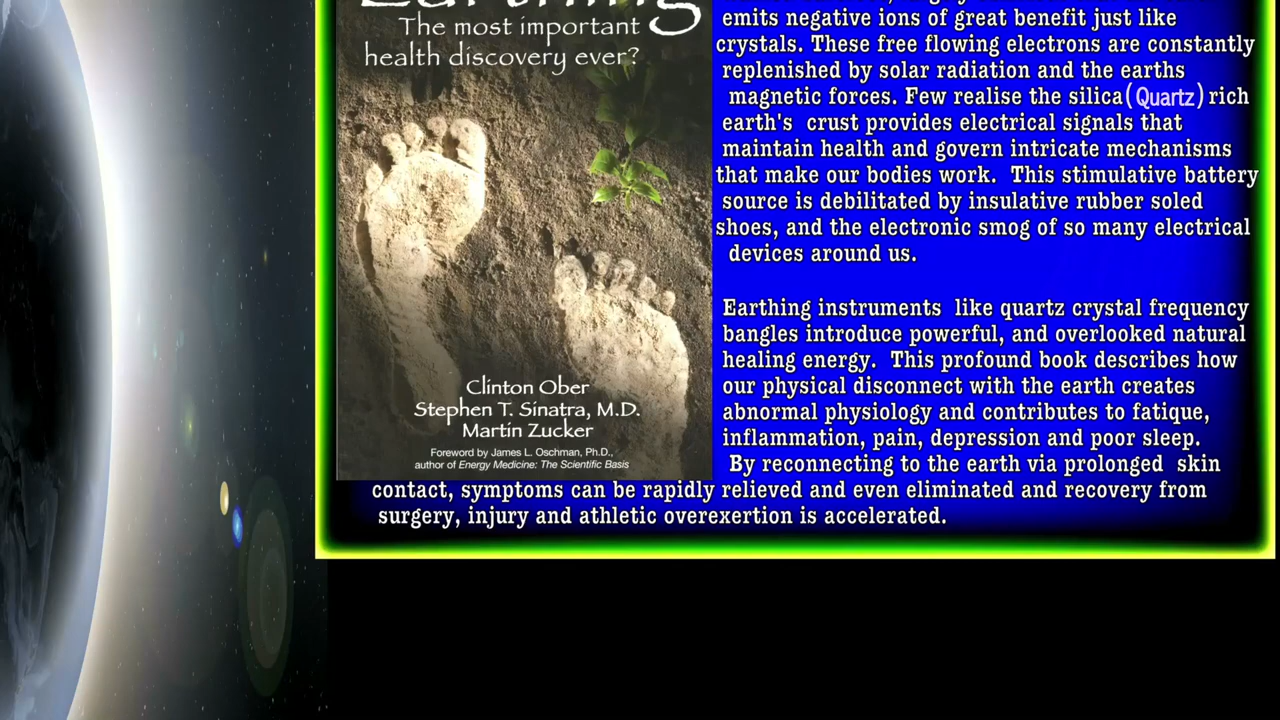 Earthing
The most important
health discovery ever?
Clinton Ober
Stephen T. Sinatra, M.D.
Martin Zucker
Foreword by James L. Oschman, Ph.D.,
author of Energy Medicine: The Scientific Basis
emits negative ions of great benefit just like
crystals. These free flowing electrons are constantly
replenished by solar radiation and the earths
magnetic forces. Few realise the silica (Quartz) rich
earth's crust provides electrical signals that
maintain health and govern intricate mechanisms
that make our bodies work. This stimulative battery
source is debilitated by insulative rubber soled
shoes, and the electronic smog of so many electrical
devices around us.
Earthing instruments like quartz crystal frequency
bangles introduce powerful, and overlooked natural
healing energy. This profound book describes how
our physical disconnect with the earth creates
abnormal physiology and contributes to fatique,
inflammation, pain, depression and poor sleep.
By reconnecting to the earth via prolonged skin
contact, symptoms can be rapidly relieved and even eliminated and recovery from
surgery, injury and athletic overexertion is accelerated.